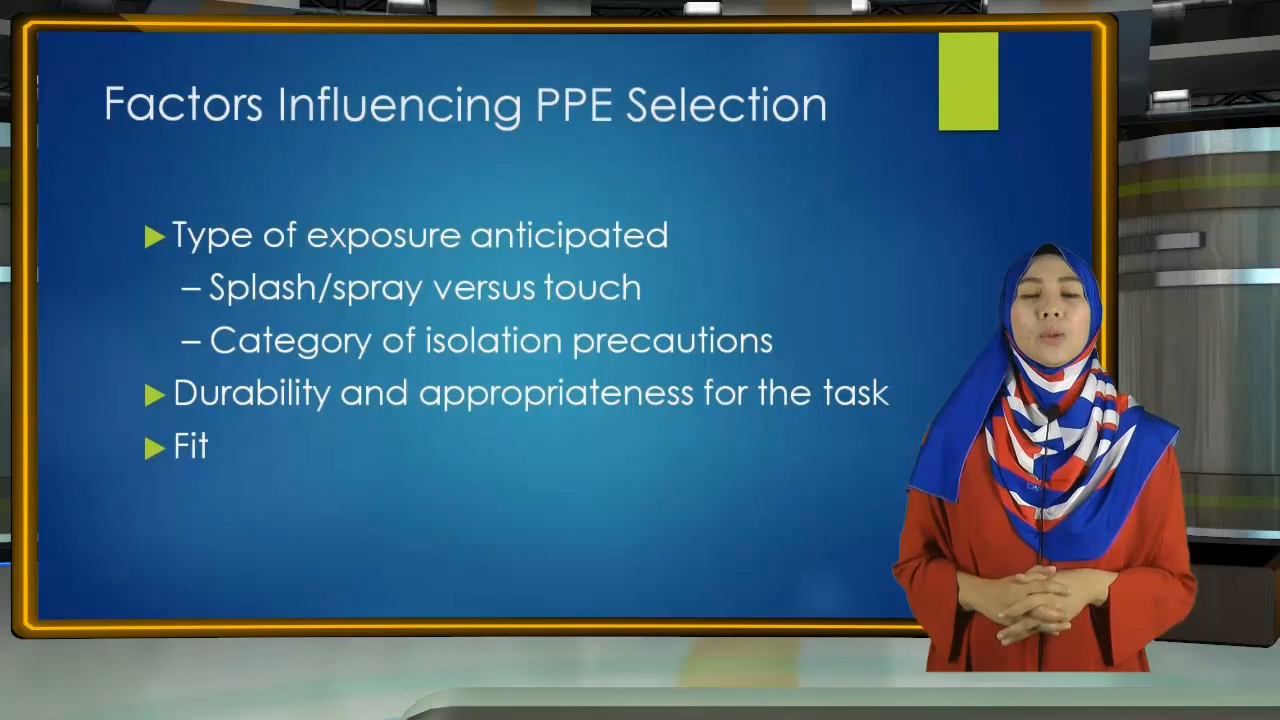 Factors Influencing PPE Selection
Type of exposure anticipated
– Splash/spray versus touch
– Category of isolation precautions
Durability and appropriateness for the task
Fit